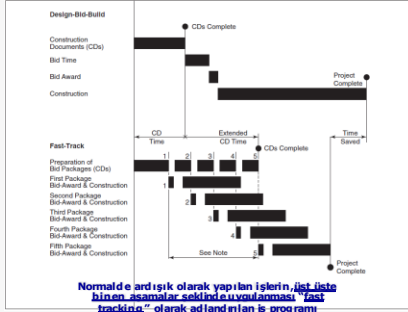 Design-Bid-Build
CDs Complete
Construction
Documents (CDs)
Bid Time
Bid Award
Project
Complete
Construction
CD
Time
Extended
CD Time
Time
Saved
Fast-Track
CDs Complete
Preparation of
Bid Packages (CDs)
1 2 3 4 5
First Package
Bid-Award & Construction
1
Second Package
Bid-Award & Construction
2
Third Package
Bid-Award & Construction
3
Fourth Package
Bid-Award & Construction
4
Fifth Package
Bid-Award & Construction
5
See Note
Project
Complete
Normalde ardışık olarak yapılan işlerin, üst üste
binen aşamalar şeklinde uygulanması "fast
tracking" olarak adlandırılan iş programı